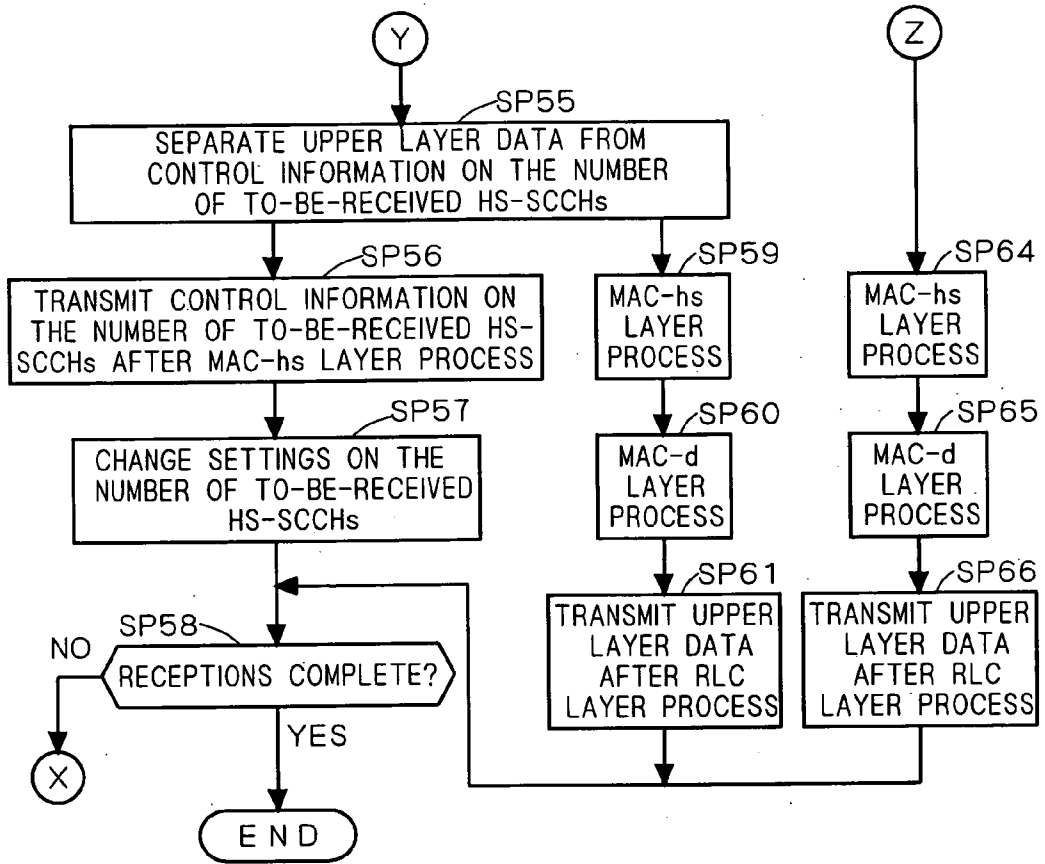 Y
Z
SP55
SEPARATE UPPER LAYER DATA FROM
CONTROL INFORMATION ON THE NUMBER
OF TO-BE-RECEIVED HS-SCCHs
SP56
TRANSMIT CONTROL INFORMATION ON
THE NUMBER OF TO-BE-RECEIVED HS-
SCCHs AFTER MAC-hs LAYER PROCESS
SP59
MAC-hs
LAYER
PROCESS
SP64
MAC-hs
LAYER
PROCESS
SP57
CHANGE SETTINGS ON THE
NUMBER OF TO-BE-RECEIVED
HS-SCCHs
SP60
MAC-d
LAYER
PROCESS
SP65
MAC-d
LAYER
PROCESS
SP61
TRANSMIT UPPER
LAYER DATA
AFTER RLC
LAYER PROCESS
SP66
TRANSMIT UPPER
LAYER DATA
AFTER RLC
LAYER PROCESS
SP58
NO
RECEPTIONS COMPLETE?
YES
X
END